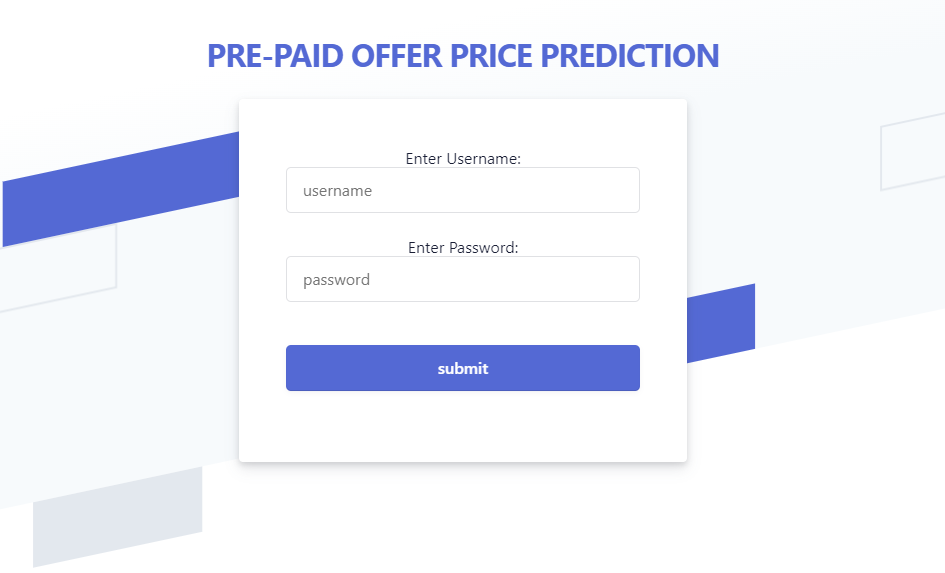 PRE-PAID OFFER PRICE PREDICTION
Enter Username:
username
Enter Password:
password
submit